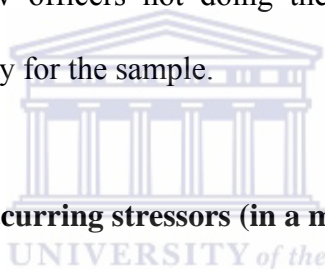 officers not doing the
y for the sample.
curring stressors (in a m
UNIVERSITY of the